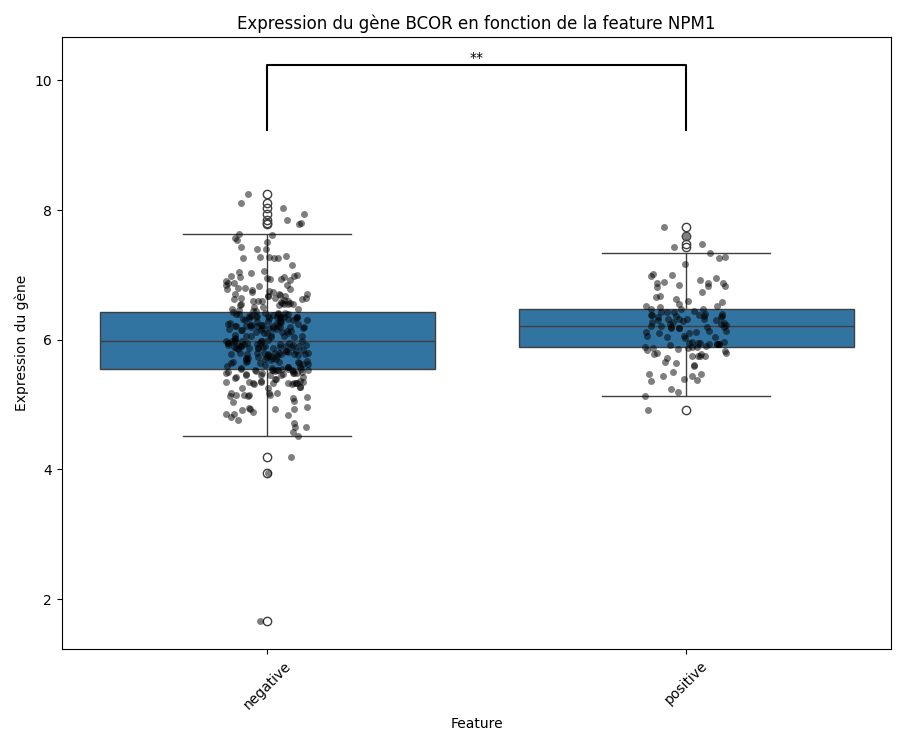 Expression du gène BCOR en fonction de la feature NPM1
**
10
8
6
4
2
Expression du gène
negative
positive
Feature